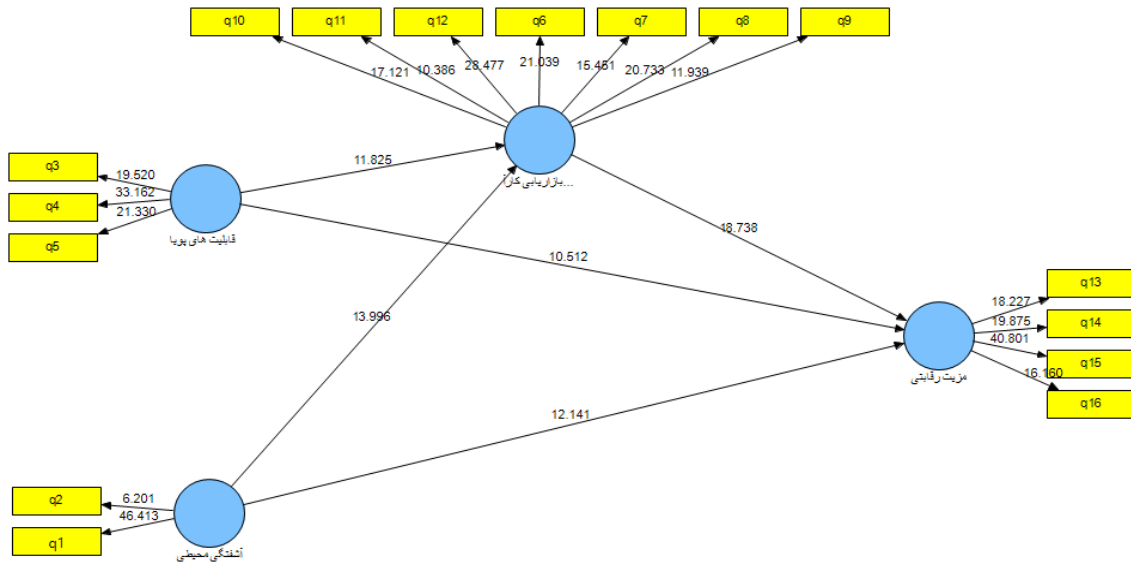 q10
q11
q12
q6
q7
q8
q9
17.121
10.386
28.477
21.039
15.451
20.733
11.939
بازاریابی کارآ...
q3
q4
q5
19.520
33.162
21.330
قابلیت های پویا
11.825
10.512
18.738
13.996
12.141
q13
q14
q15
q16
18.227
19.875
40.801
16.160
مزیت رقابتی
q2
q1
6.201
46.413
آشفتگی محیطی